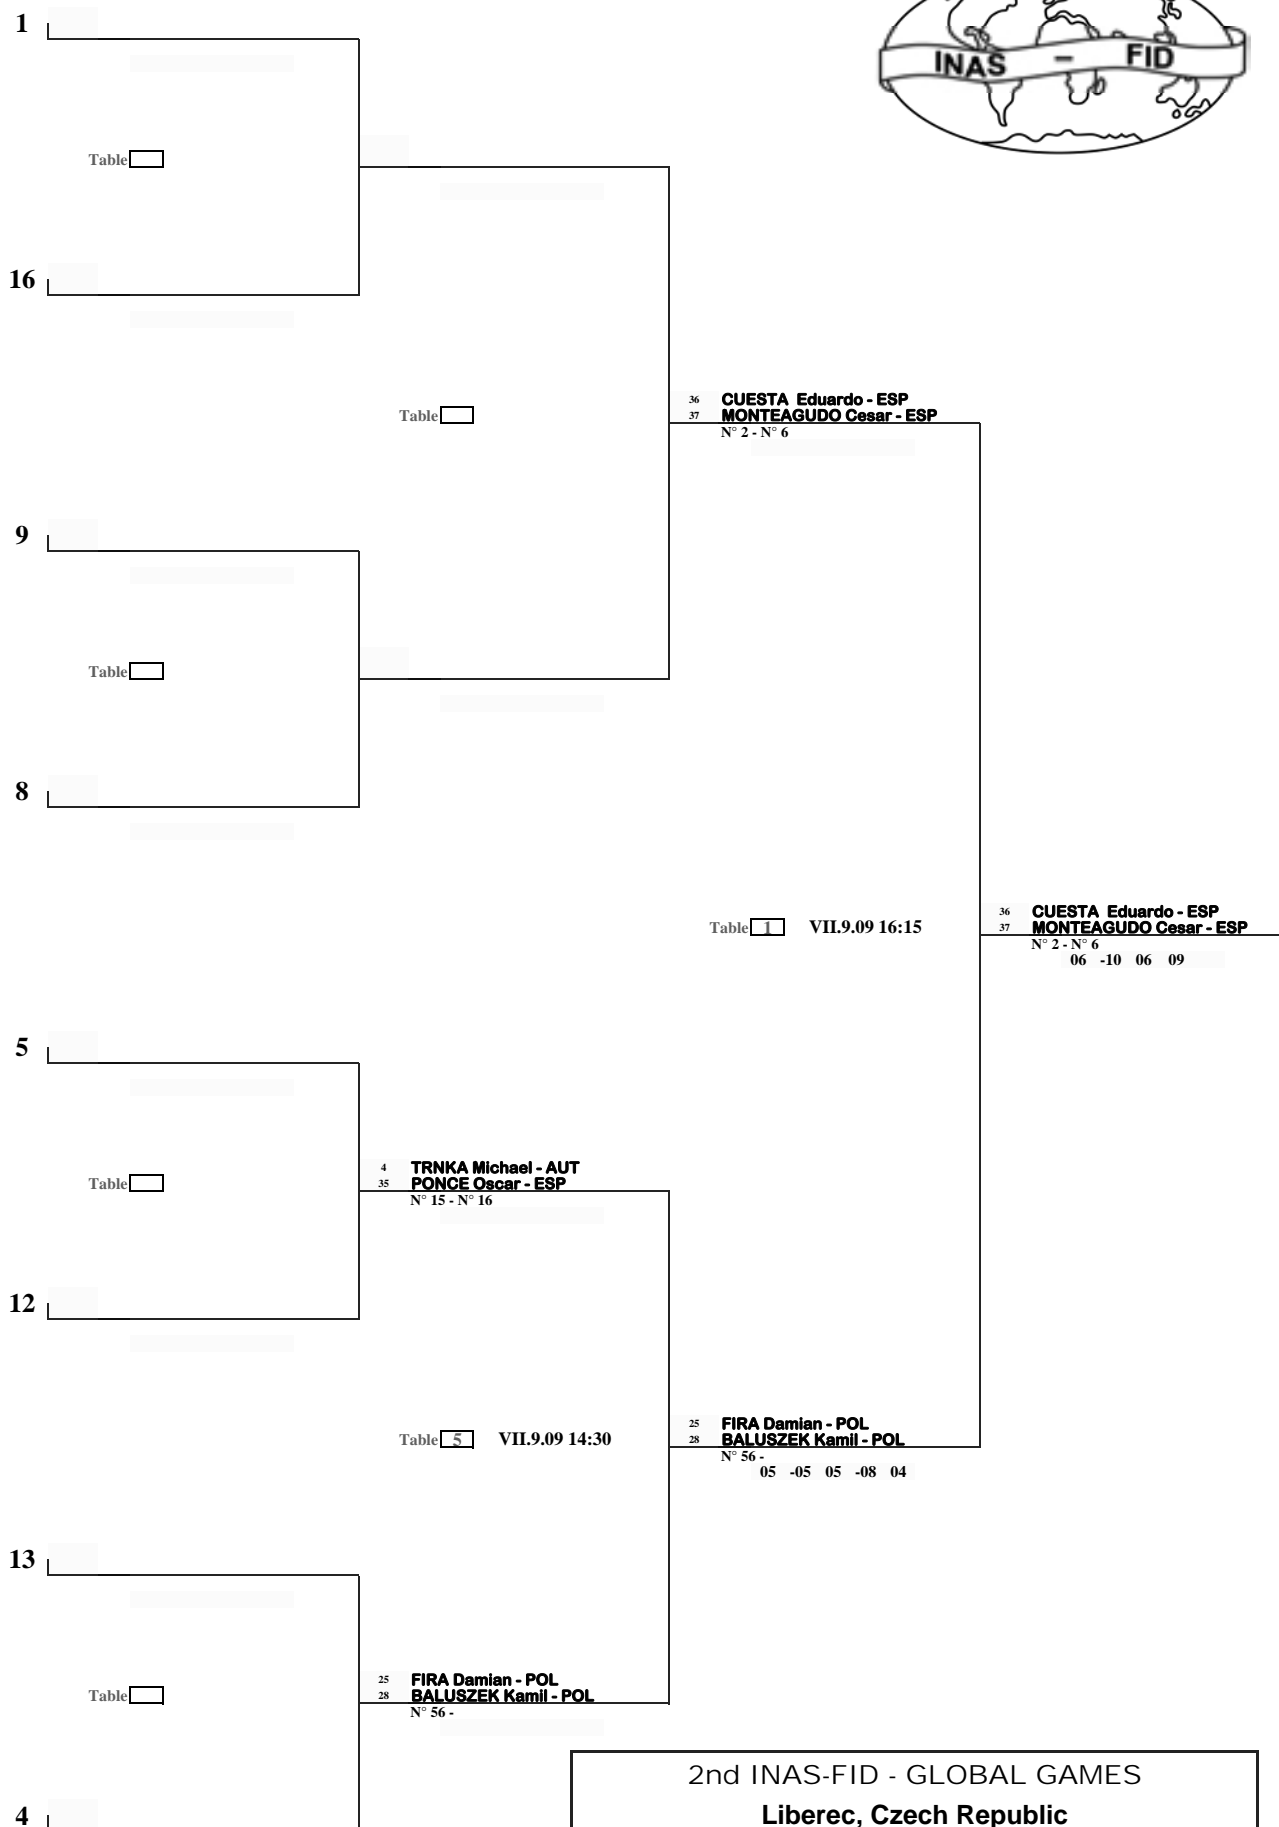 1
INAS – FID
Table
16
36 CUESTA Eduardo - ESP
37 MONTEAGUDO Cesar - ESP
N° 2 - N° 6
Table
9
Table
8
Table 1 VII.9.09 16:15
36 CUESTA Eduardo - ESP
37 MONTEAGUDO Cesar - ESP
N° 2 - N° 6
06 -10 06 09
5
Table
4 TRNKA Michael - AUT
35 PONCE Oscar - ESP
N° 15 - N° 16
12
Table 5 VII.9.09 14:30
25 FIRA Damian - POL
28 BALUSZEK Kamil - POL
N° 56 -
05 -05 05 -08 04
13
Table
25 FIRA Damian - POL
28 BALUSZEK Kamil - POL
N° 56 -
4
2nd INAS-FID - GLOBAL GAMES
Liberec, Czech Republic